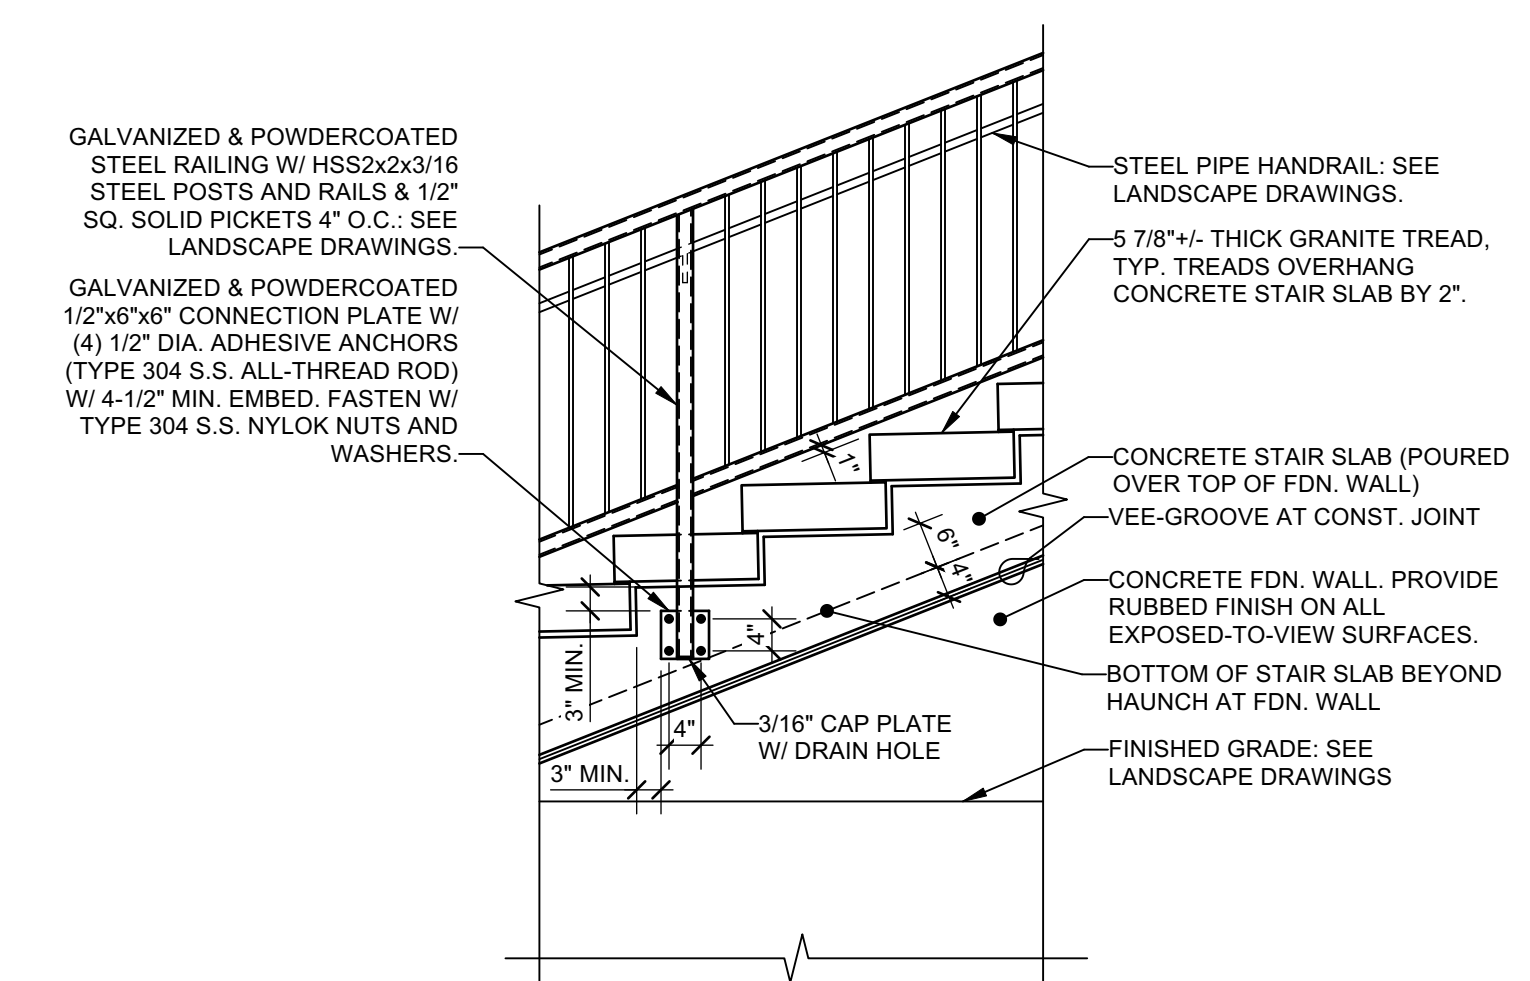 GALVANIZED & POWDERCOATED
STEEL RAILING W/ HSS2x2x3/16
STEEL POSTS AND RAILS & 1/2"
SQ. SOLID PICKETS 4" O.C.: SEE
LANDSCAPE DRAWINGS.
GALVANIZED & POWDERCOATED
1/2"x6"x6" CONNECTION PLATE W/
(4) 1/2" DIA. ADHESIVE ANCHORS
(TYPE 304 S.S. ALL-THREAD ROD)
W/ 4-1/2" MIN. EMBED. FASTEN W/
TYPE 304 S.S. NYLOK NUTS AND
WASHERS.
STEEL PIPE HANDRAIL: SEE
LANDSCAPE DRAWINGS.
5 7/8"+/- THICK GRANITE TREAD,
TYP. TREADS OVERHANG
CONCRETE STAIR SLAB BY 2".
1"
CONCRETE STAIR SLAB (POURED
OVER TOP OF FDN. WALL)
VEE-GROOVE AT CONST. JOINT
6"
4"
CONCRETE FDN. WALL. PROVIDE
RUBBED FINISH ON ALL
EXPOSED-TO-VIEW SURFACES.
BOTTOM OF STAIR SLAB BEYOND
HAUNCH AT FDN. WALL
4"
3" MIN.
4"
3" MIN.
3/16" CAP PLATE
W/ DRAIN HOLE
FINISHED GRADE: SEE
LANDSCAPE DRAWINGS